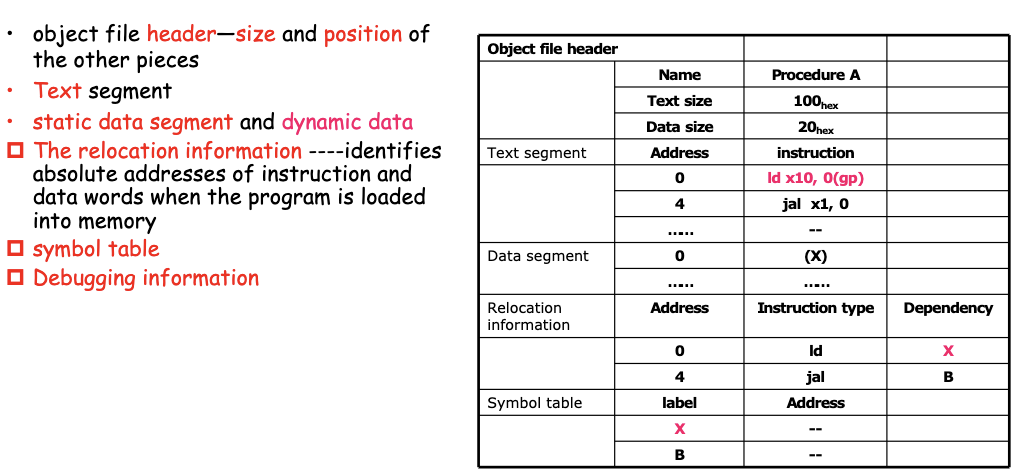 • object file header—size and position of
the other pieces
• Text segment
• static data segment and dynamic data
The relocation information ----identifies
absolute addresses of instruction and
data words when the program is loaded
into memory
symbol table
Debugging information
Object file header
Name Procedure A
Text size 100hex
Data size 20hex
Text segment Address instruction
0 ld x10, 0(gp)
4 jal x1, 0
…… --
Data segment 0 (X)
…… ……
Relocation information Address Instruction type Dependency
0 ld X
4 jal B
Symbol table label Address
X --
B --